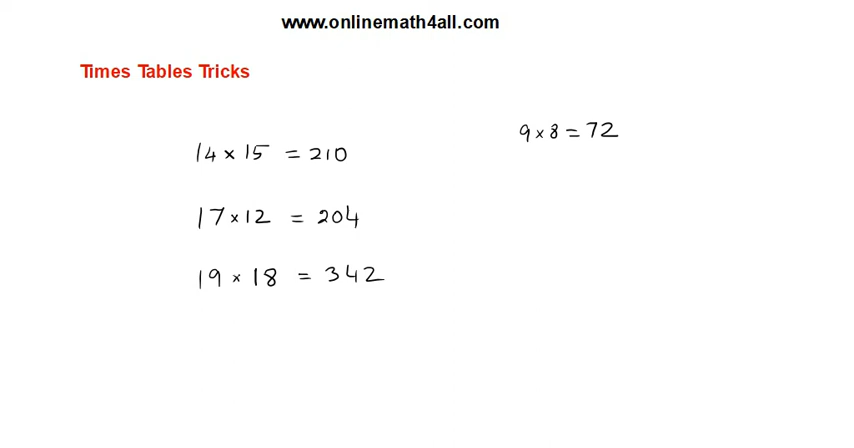 www.onlinemath4all.com
Times Tables Tricks
9 × 8 = 72
14 × 15 = 210
17 × 12 = 204
19 × 18 = 342